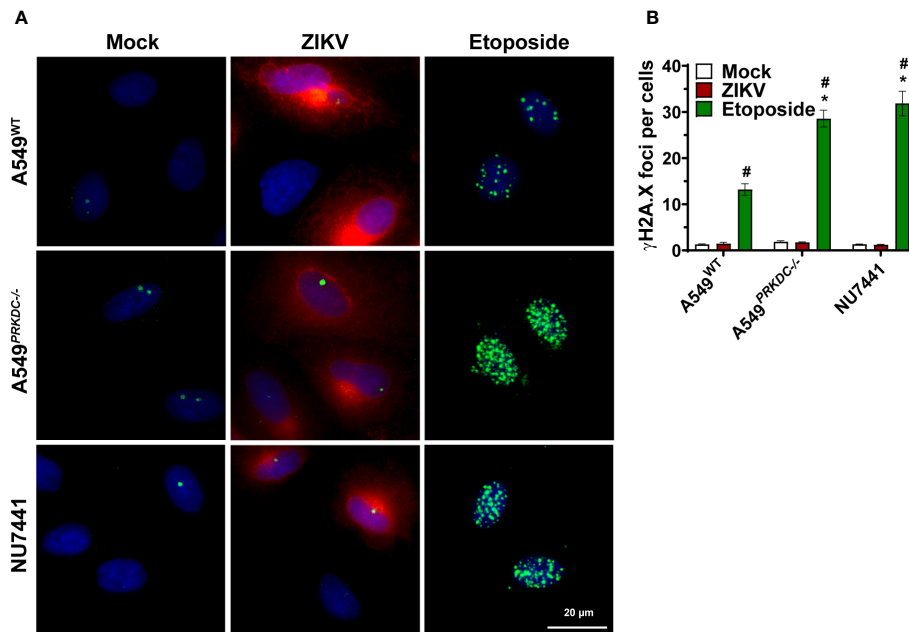 A
Mock ZIKV Etoposide
A549WT
A549PRKDC-/-
NU7441
20 µm
B
γH2A.X foci per cells
40
30
20
10
0
Mock
ZIKV
Etoposide
#
#
*
#
*
A549WT
A549PRKDC-/-
NU7441